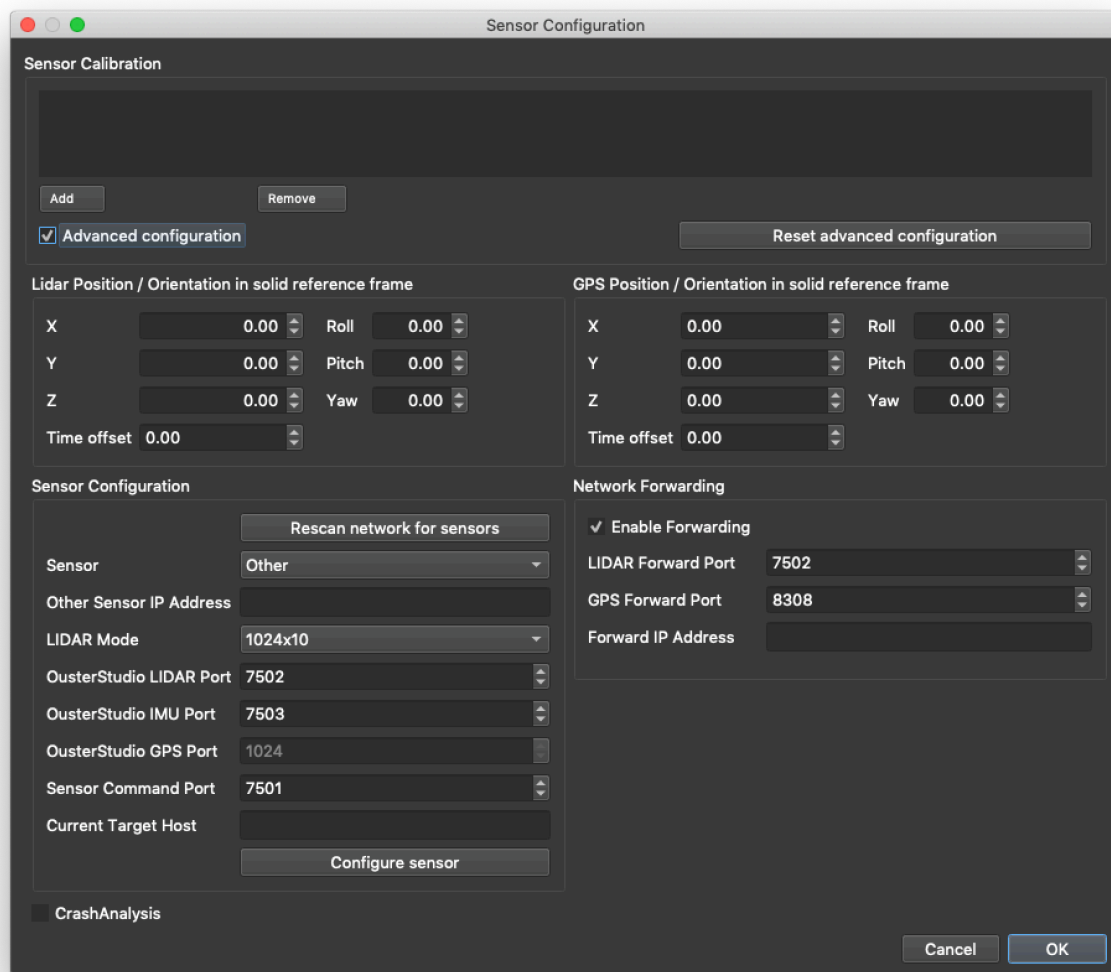 Sensor Configuration
Sensor Calibration
Add Remove
Advanced configuration Reset advanced configuration
Lidar Position / Orientation in solid reference frame
X 0.00 Roll 0.00
Y 0.00 Pitch 0.00
Z 0.00 Yaw 0.00
Time offset 0.00
GPS Position / Orientation in solid reference frame
X 0.00 Roll 0.00
Y 0.00 Pitch 0.00
Z 0.00 Yaw 0.00
Time offset 0.00
Sensor Configuration
Rescan network for sensors
Sensor Other
Other Sensor IP Address
LIDAR Mode 1024x10
OusterStudio LIDAR Port 7502
OusterStudio IMU Port 7503
OusterStudio GPS Port 1024
Sensor Command Port 7501
Current Target Host
Configure sensor
Network Forwarding
Enable Forwarding
LIDAR Forward Port 7502
GPS Forward Port 8308
Forward IP Address
CrashAnalysis
Cancel OK